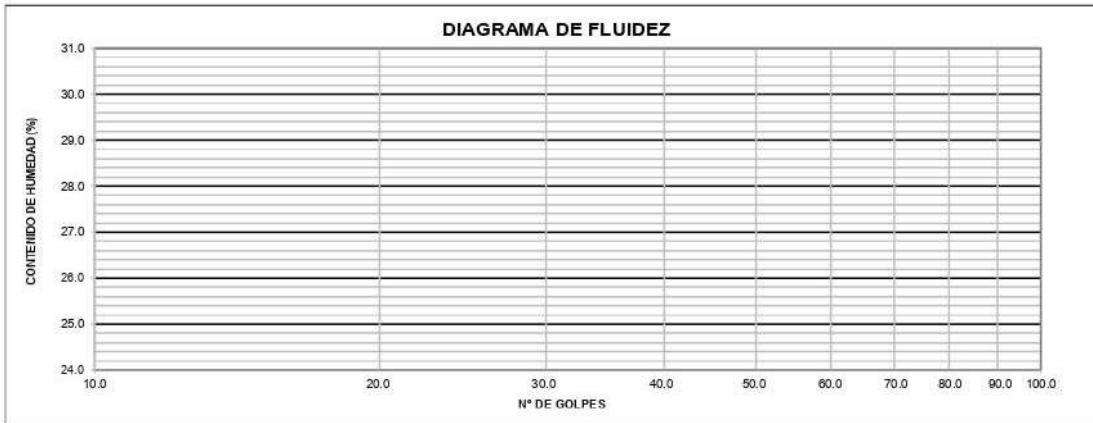 DIAGRAMA DE FLUIDEZ
31.0
30.0
29.0
28.0
27.0
26.0
25.0
24.0
CONTENIDO DE HUMEDAD (%)
10.0 20.0 30.0 40.0 50.0 60.0 70.0 80.0 90.0 100.0
N° DE GOLPES